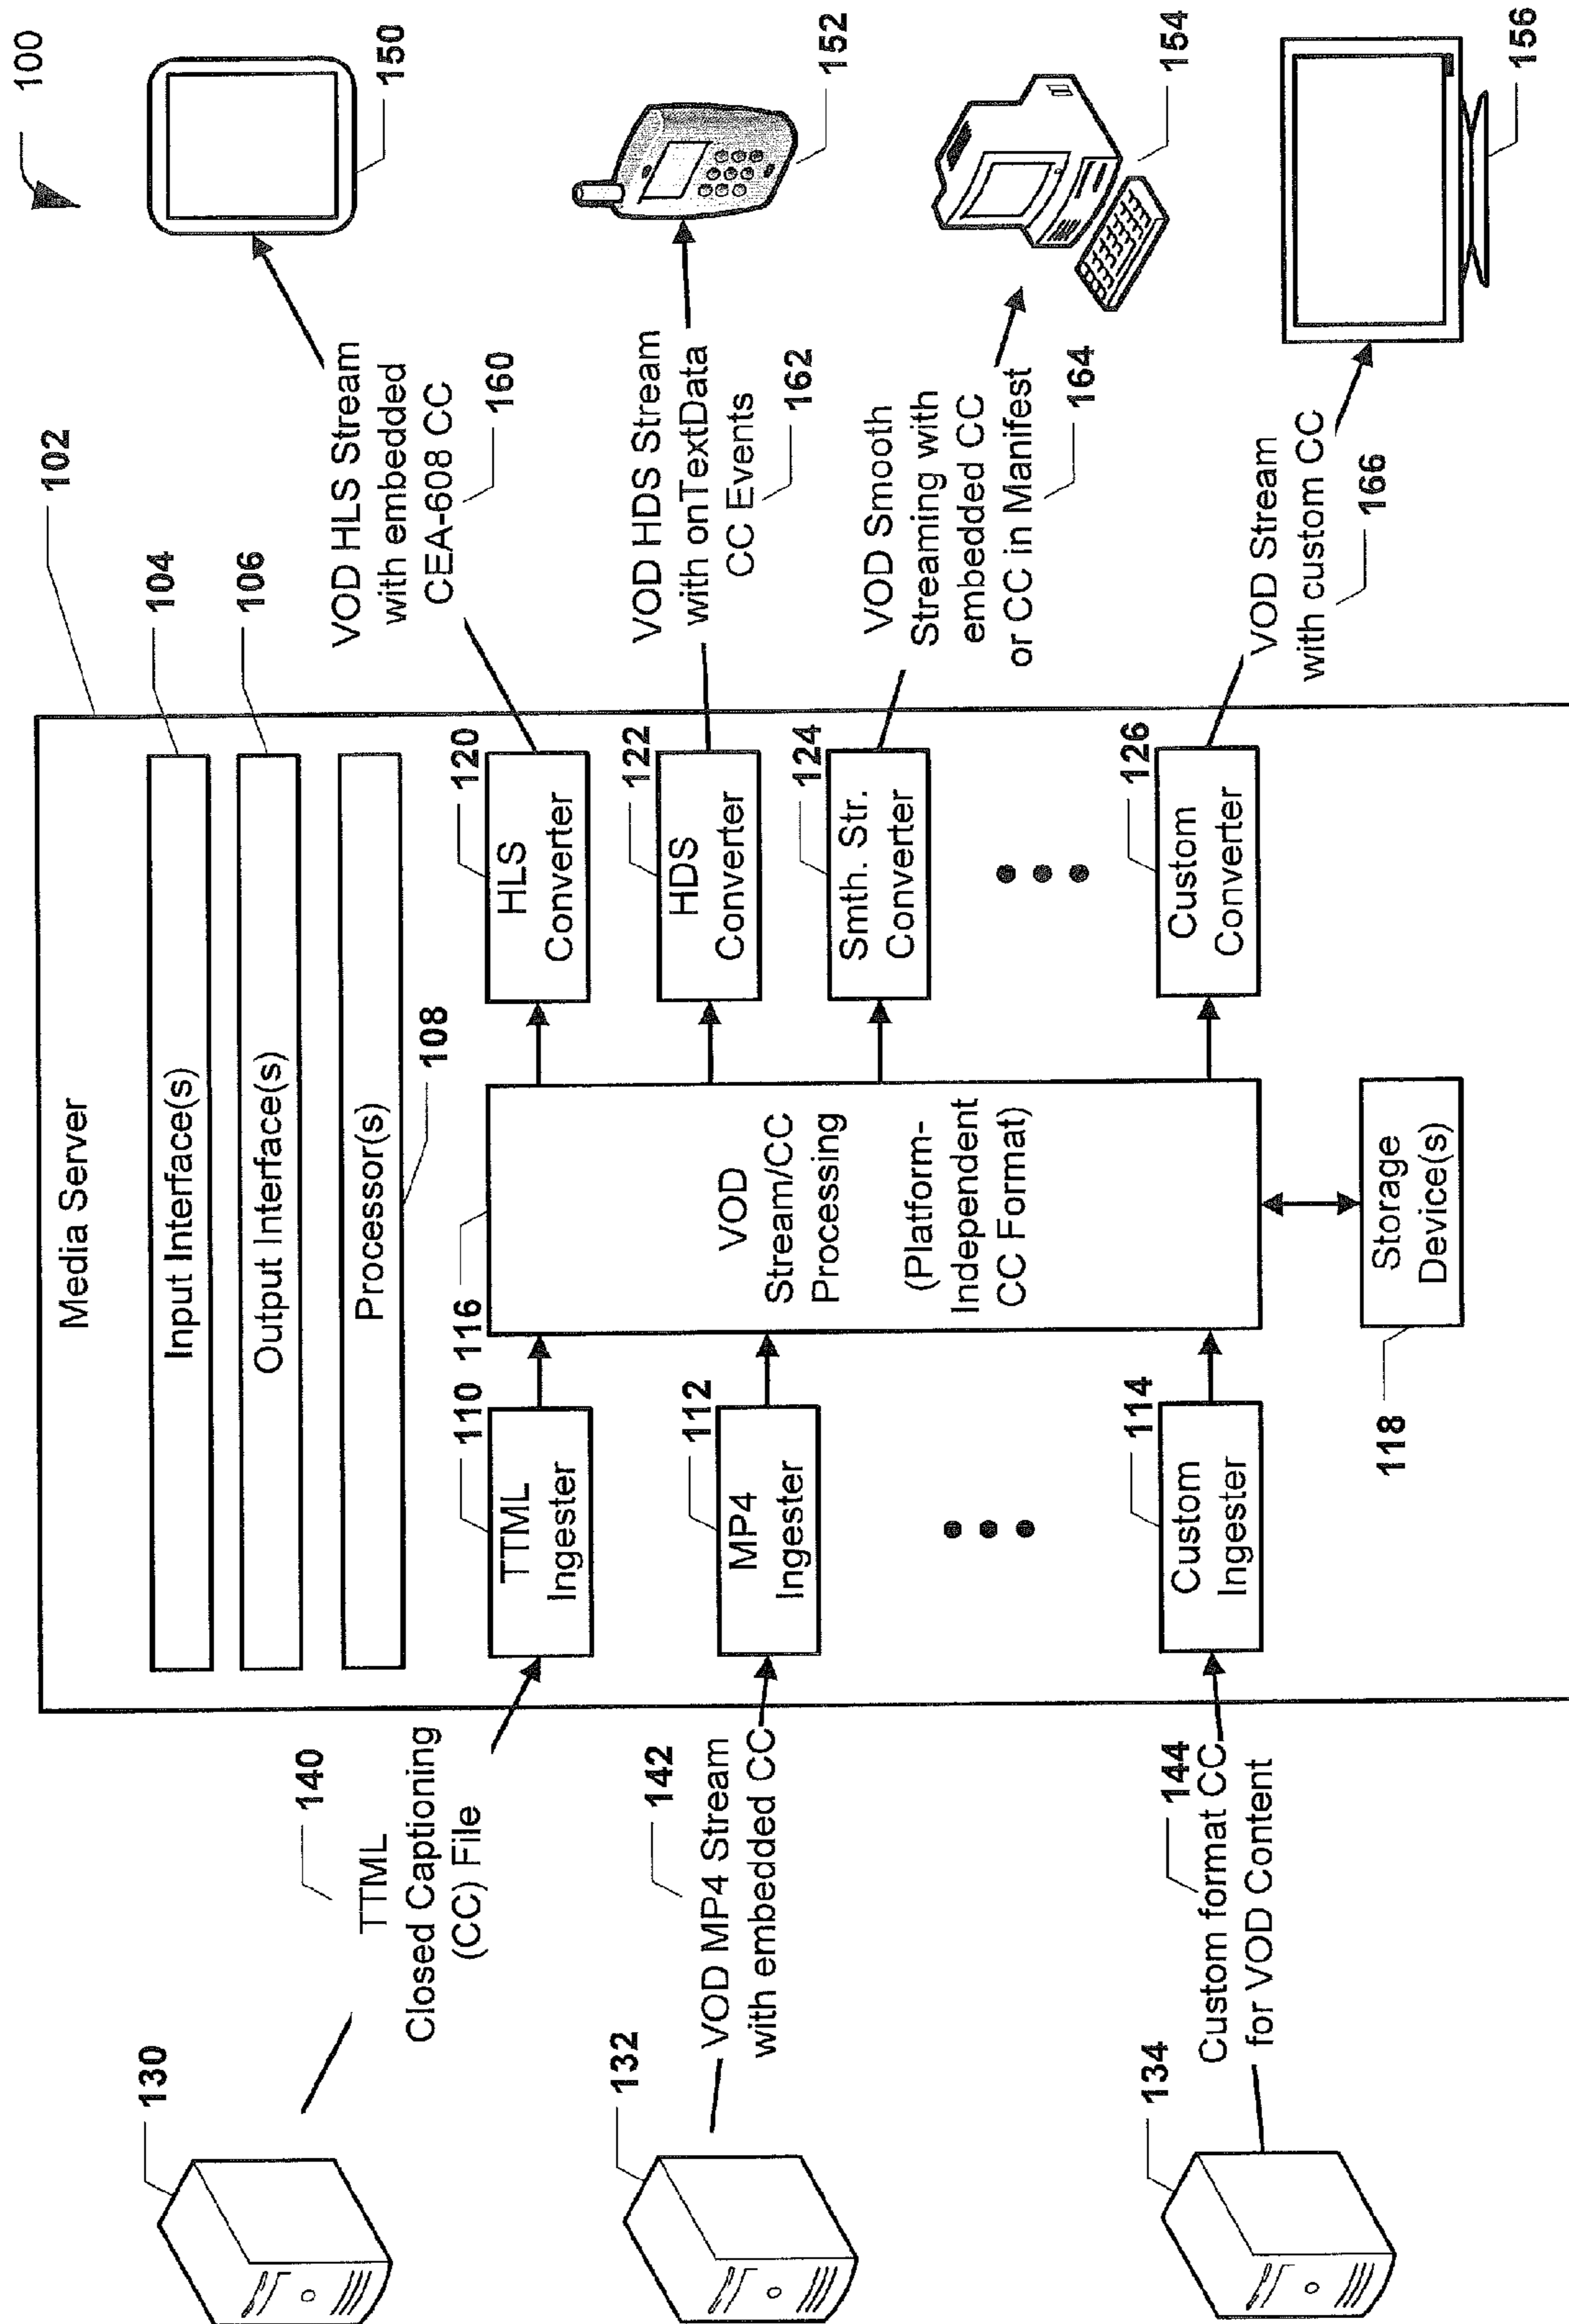 100
102
Media Server
104
Input Interface(s)
106
Output Interface(s)
Processor(s)
108
130
140
TTML
Closed Captioning
(CC) File
110
TTML
Ingester
132
142
VOD MP4 Stream
with embedded CC
112
MP4
Ingester
134
144
Custom format CC
for VOD Content
114
Custom
Ingester
116
VOD
Stream/CC
Processing
(Platform-
Independent
CC Format)
118
Storage
Device(s)
120
HLS
Converter
122
HDS
Converter
124
Smth. Str.
Converter
126
Custom
Converter
VOD HLS Stream
with embedded
CEA-608 CC
160
150
VOD HDS Stream
with onTextData
CC Events
162
152
VOD Smooth
Streaming with
embedded CC
or CC in Manifest
164
154
VOD Stream
with custom CC
166
156